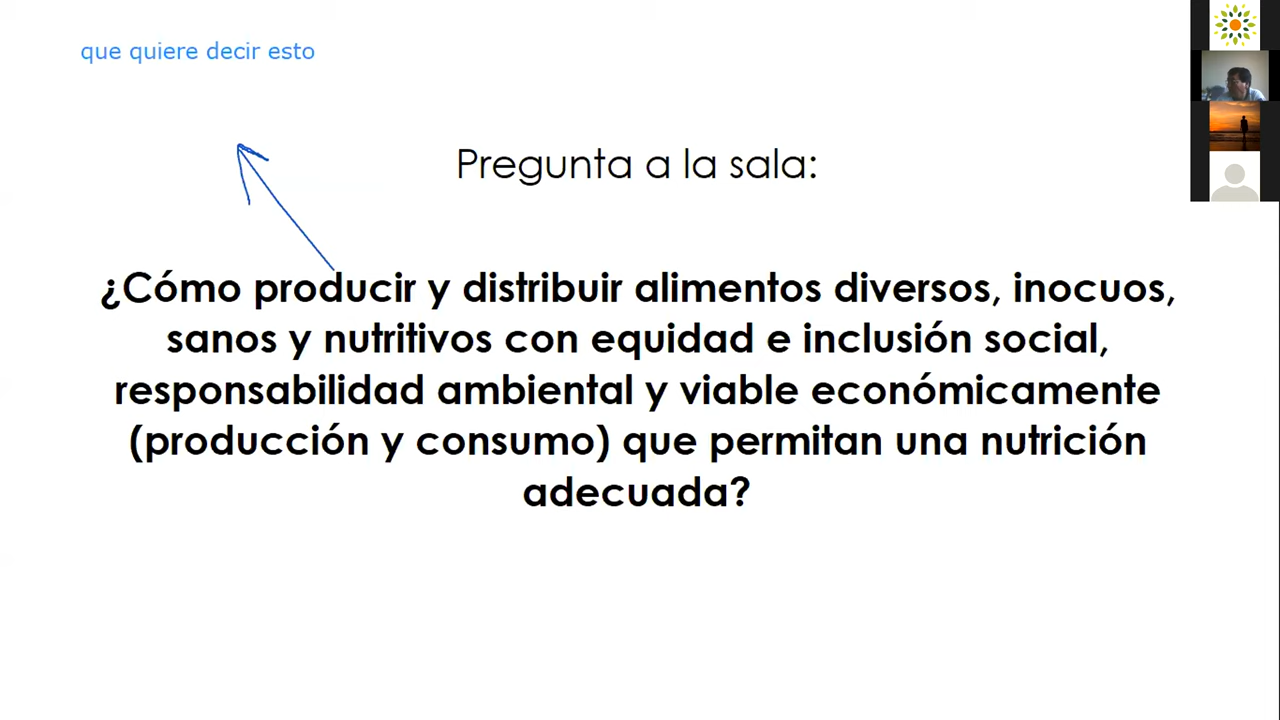 que quiere decir esto
Pregunta a la sala:
¿Cómo producir y distribuir alimentos diversos, inocuos,
sanos y nutritivos con equidad e inclusión social,
responsabilidad ambiental y viable económicamente
(producción y consumo) que permitan una nutrición
adecuada?